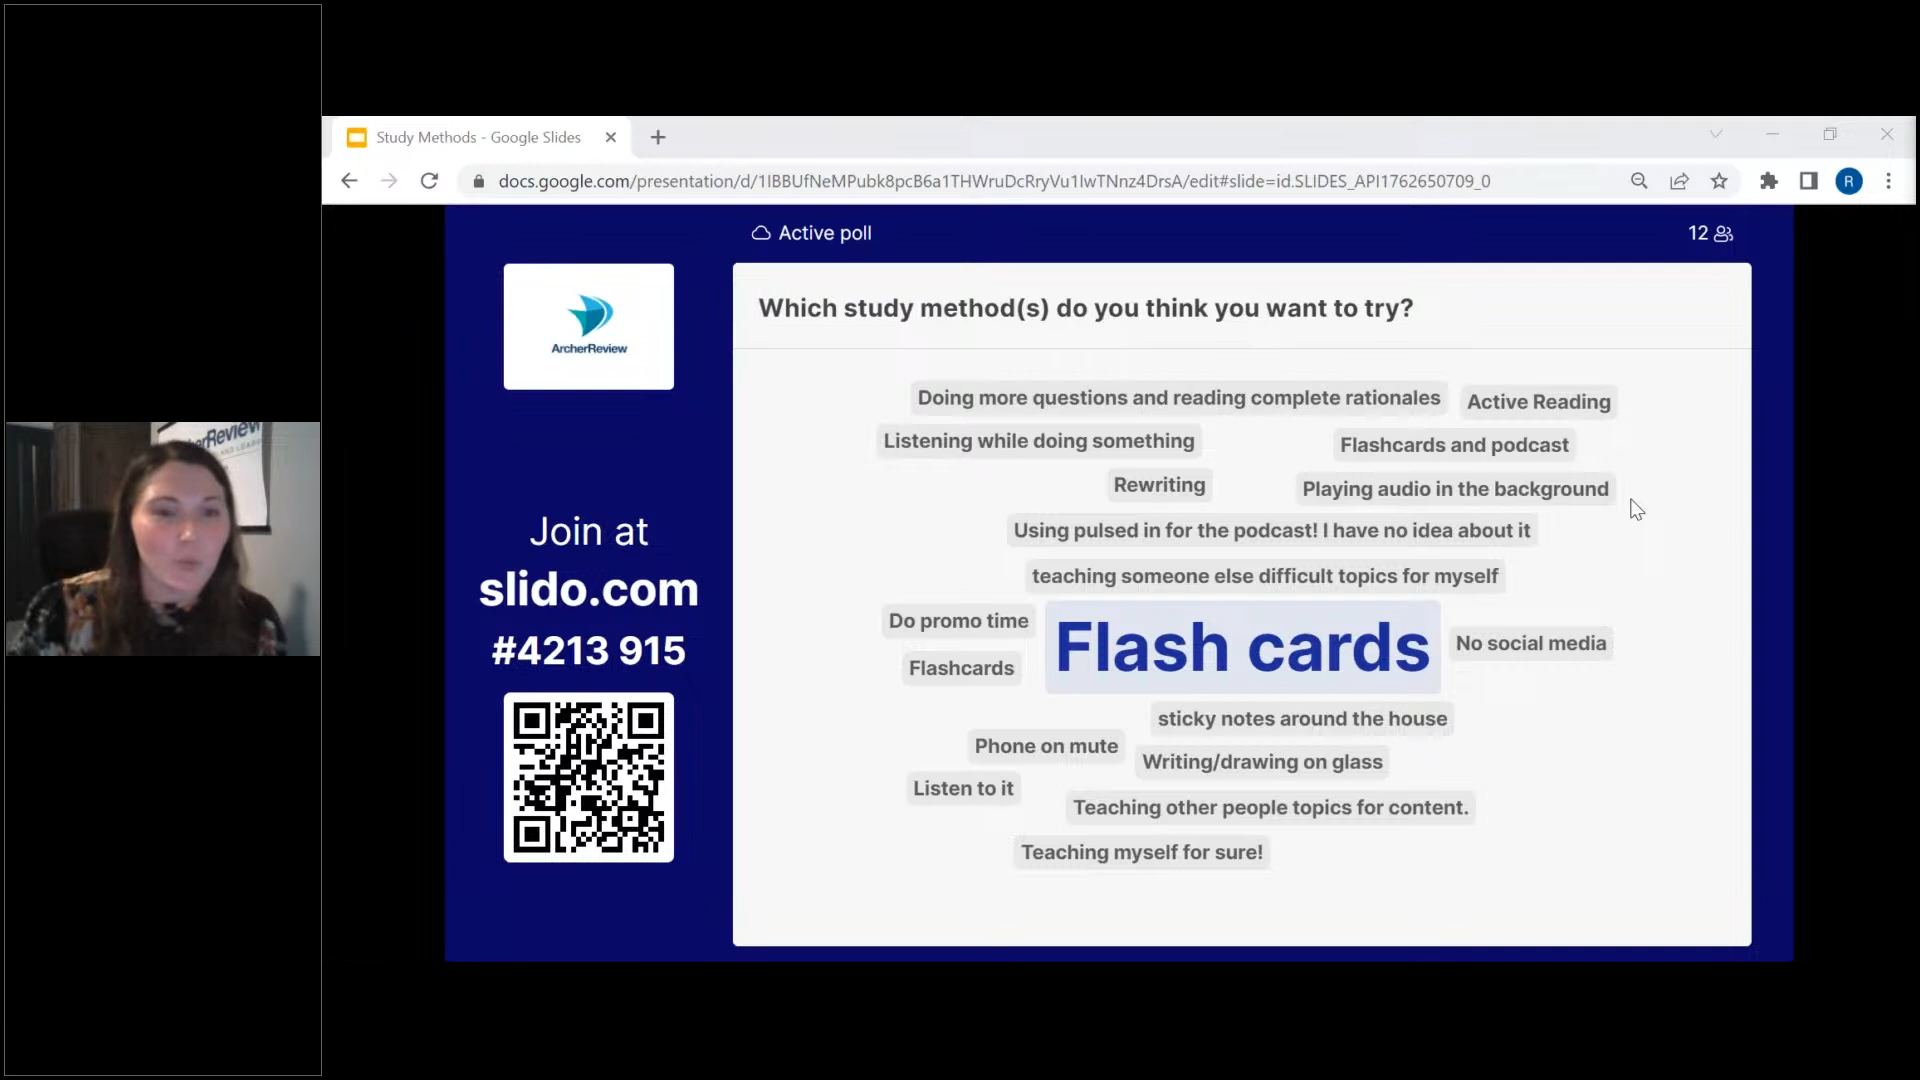 Study Methods - Google Slides
docs.google.com/presentation/d/1IBBUfNeMPubk8pcB6a1THWruDcRryVu1IwTNnz4DrsA/edit#slide=id.SLIDES_API1762650709_0
R
Active poll
12
ArcherReview
Which study method(s) do you think you want to try?
Doing more questions and reading complete rationales
Active Reading
Listening while doing something
Flashcards and podcast
Rewriting
Playing audio in the background
Using pulsed in for the podcast! I have no idea about it
teaching someone else difficult topics for myself
Do promo time
Flash cards
No social media
Flashcards
sticky notes around the house
Phone on mute
Writing/drawing on glass
Listen to it
Teaching other people topics for content.
Teaching myself for sure!
Join at
slido.com
#4213 915
erReview